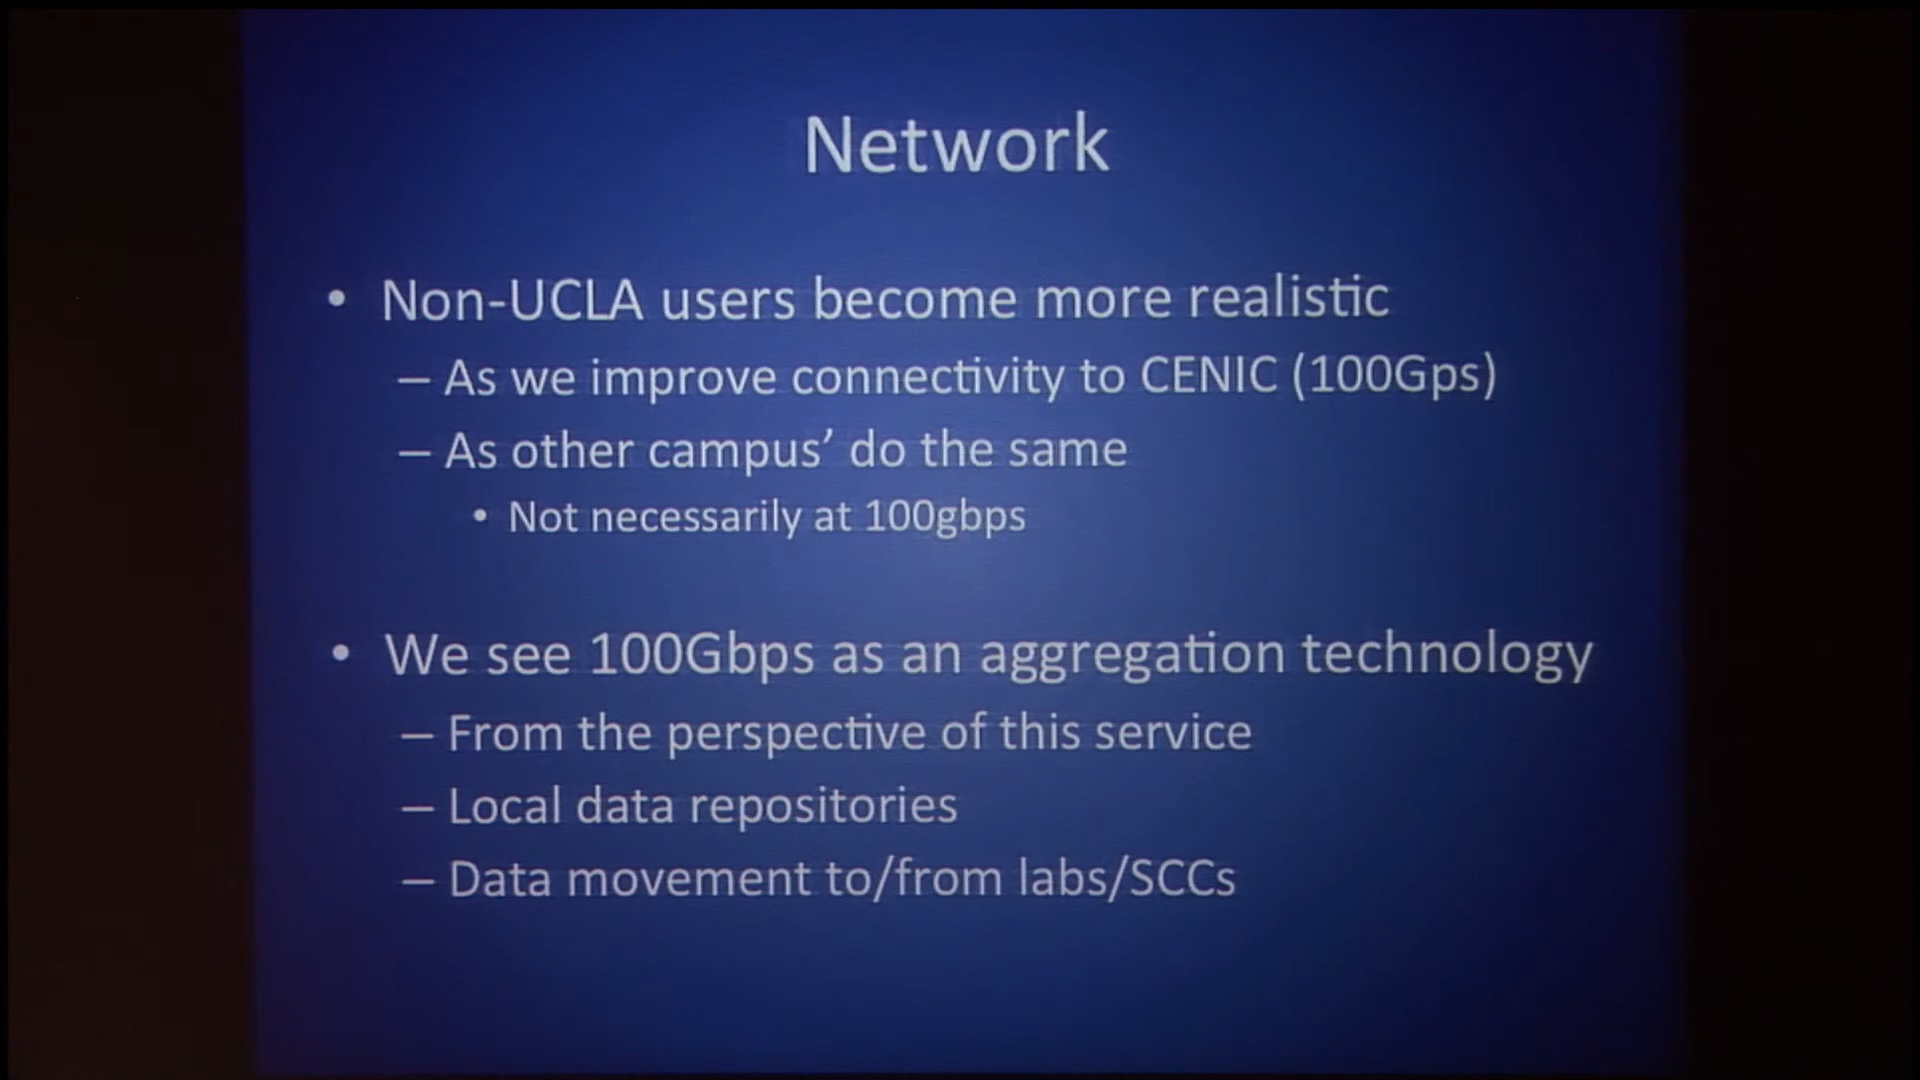 Network
• Non-UCLA users become more realistic
– As we improve connectivity to CENIC (100Gps)
– As other campus’ do the same
• Not necessarily at 100gbps
• We see 100Gbps as an aggregation technology
– From the perspective of this service
– Local data repositories
– Data movement to/from labs/SCCs